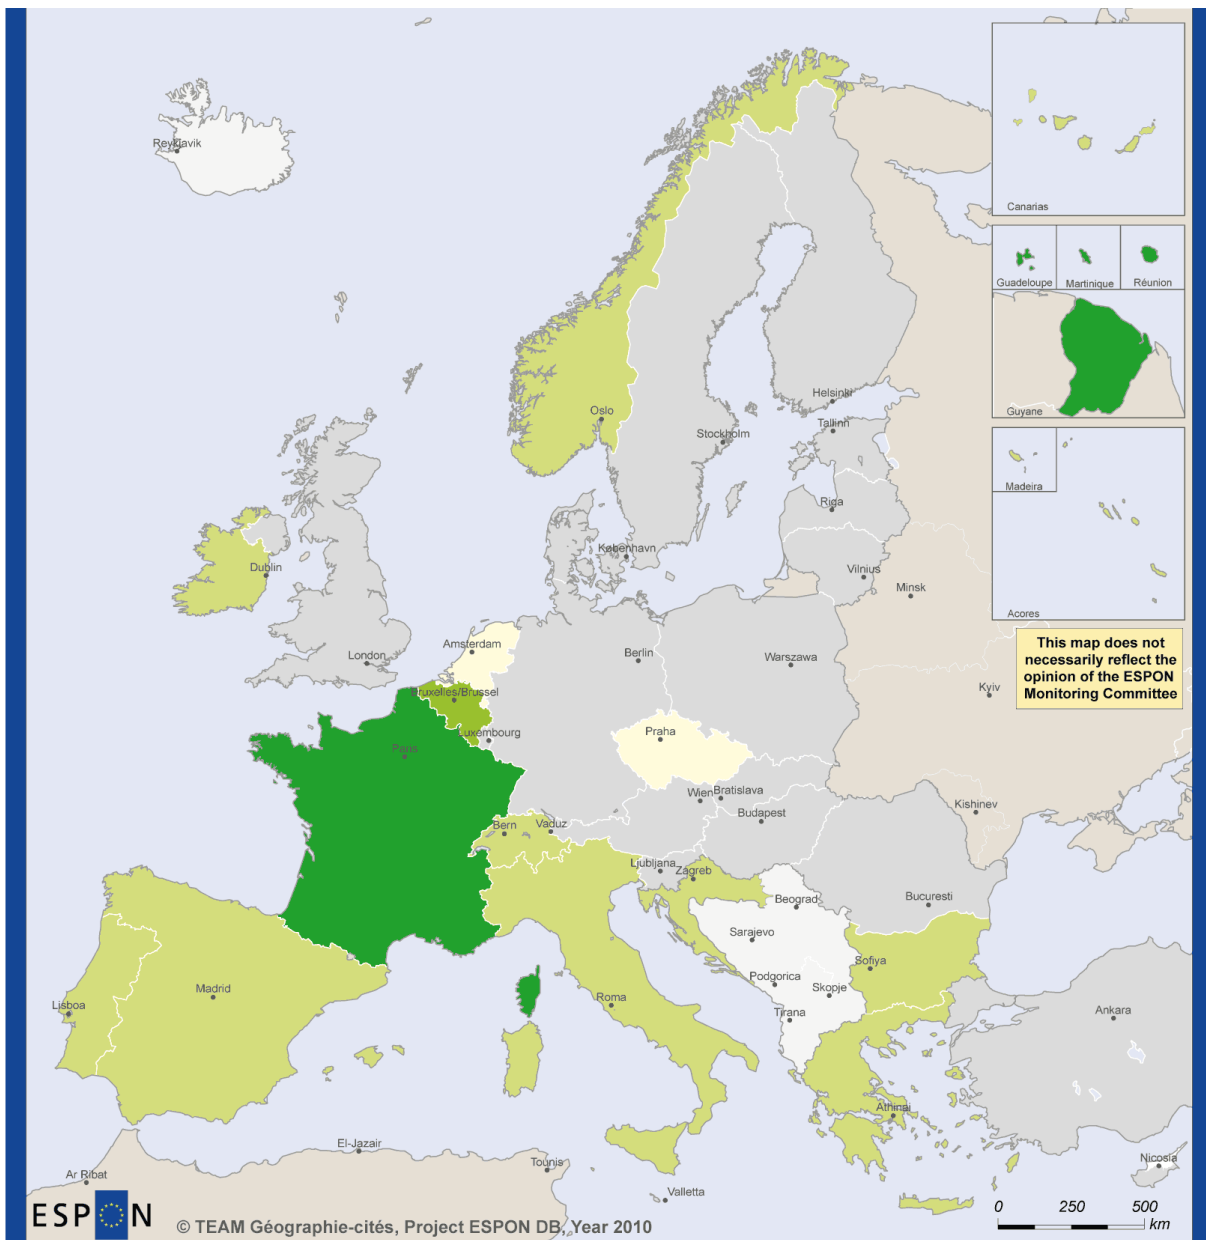 Reykjavik
Canarias
Guadeloupe
Martinique
Réunion
Guyane
Madeira
Acores
This map does not
necessarily reflect the
opinion of the ESPON
Monitoring Committee
Helsinki
Oslo
Tallinn
Stockholm
Riga
København
Dublin
Vilnius
Minsk
Amsterdam
London
Berlin
Warszawa
Bruxelles/Brussel
Kyiv
Luxembourg
Praha
Paris
Wien
Bratislava
Kishinev
Bern
Vaduz
Budapest
Ljubljana
Zagreb
Beograd
Bucuresti
Sarajevo
Sofiya
Podgorica
Skopje
Madrid
Lisboa
Roma
Tirana
Ankara
Athinai
El-Jazair
Tounis
Nicosia
Ar Ribat
Valletta
ESPON
© TEAM Géographie-cités, Project ESPON DB, Year 2010
0 250 500
km